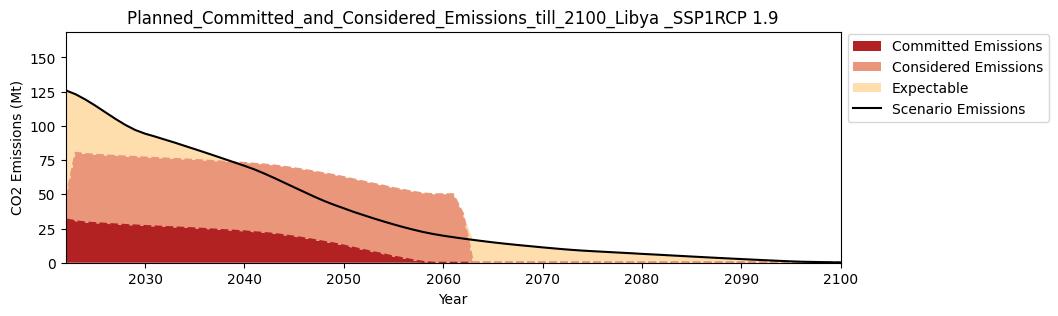 Planned_Committed_and_Considered_Emissions_till_2100_Libya _SSP1RCP 1.9
CO2 Emissions (Mt)
150
125
100
75
50
25
0
2030 2040 2050 2060 2070 2080 2090 2100
Year
Committed Emissions
Considered Emissions
Expectable
Scenario Emissions